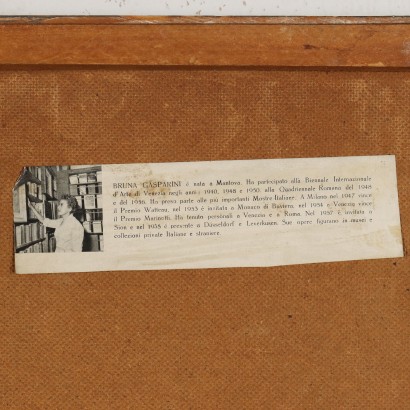 BRUNA GASPARINI è nata a Mantova. Ha partecipato alla Biennale Internazionale
d'Arte di Venezia negli anni: 1940, 1948 e 1950, alla Quadriennale Romana del 1948
e del 1956. Ha preso parte alle più importanti Mostre Italiane. A Milano nel 1947 vince
il Premio Watteau, nel 1953 è invitata a Monaco di Baviera, nel 1954 a Venezia vince
il Premio Marinotti. Ha tenuto personali a Venezia e a Roma. Nel 1957 è invitata a
e nel 1958 è presente a Düsseldorf e Leverkusen. Sue opere figurano in musei e
collezioni private Italiane e straniere.